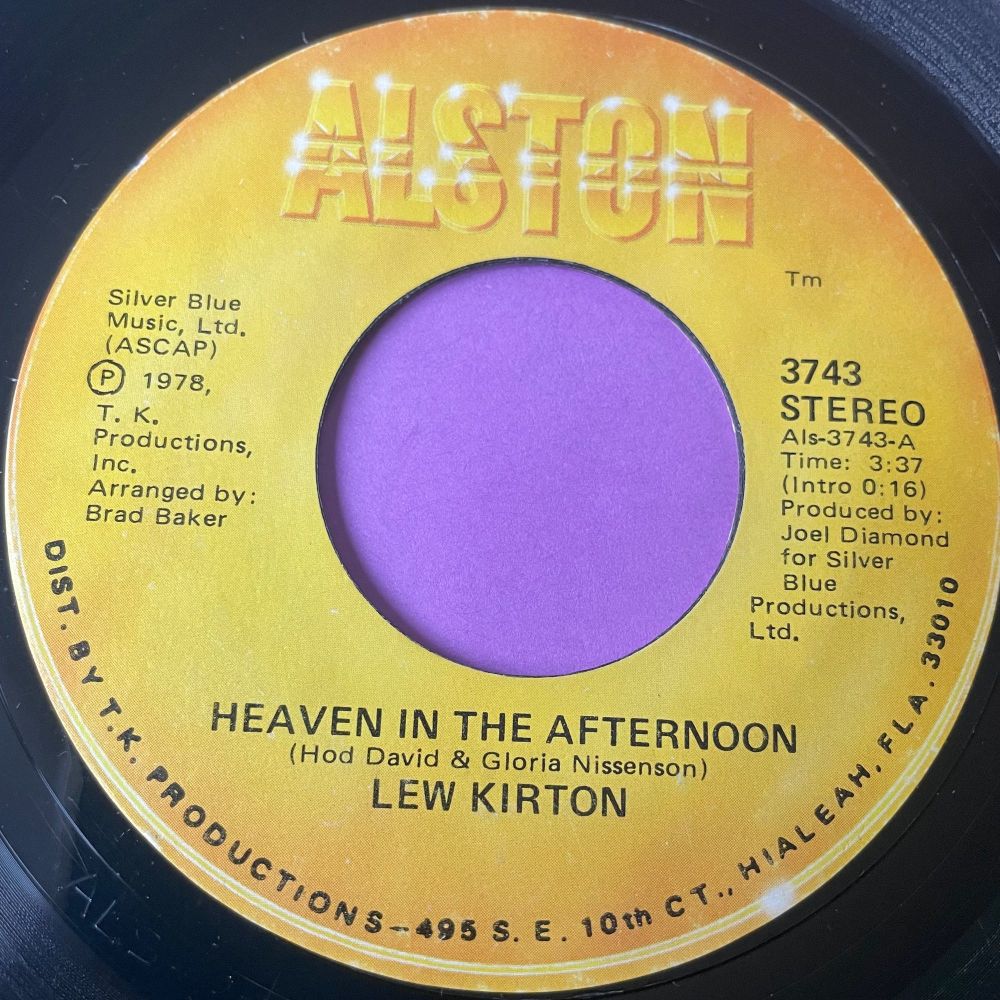 ALSTON
Tm
Silver Blue
Music, Ltd.
(ASCAP)
Ⓟ 1978,
T. K.
Productions,
Inc.
Arranged by:
Brad Baker
3743
STEREO
Als-3743-A
Time: 3:37
(Intro 0:16)
Produced by:
Joel Diamond
for Silver
Blue
Productions,
Ltd.
HEAVEN IN THE AFTERNOON
(Hod David & Gloria Nissenson)
LEW KIRTON
DIST. BY T.K. PRODUCTIONS-495 S. E. 10th CT., HIALEAH, FLA. 33010